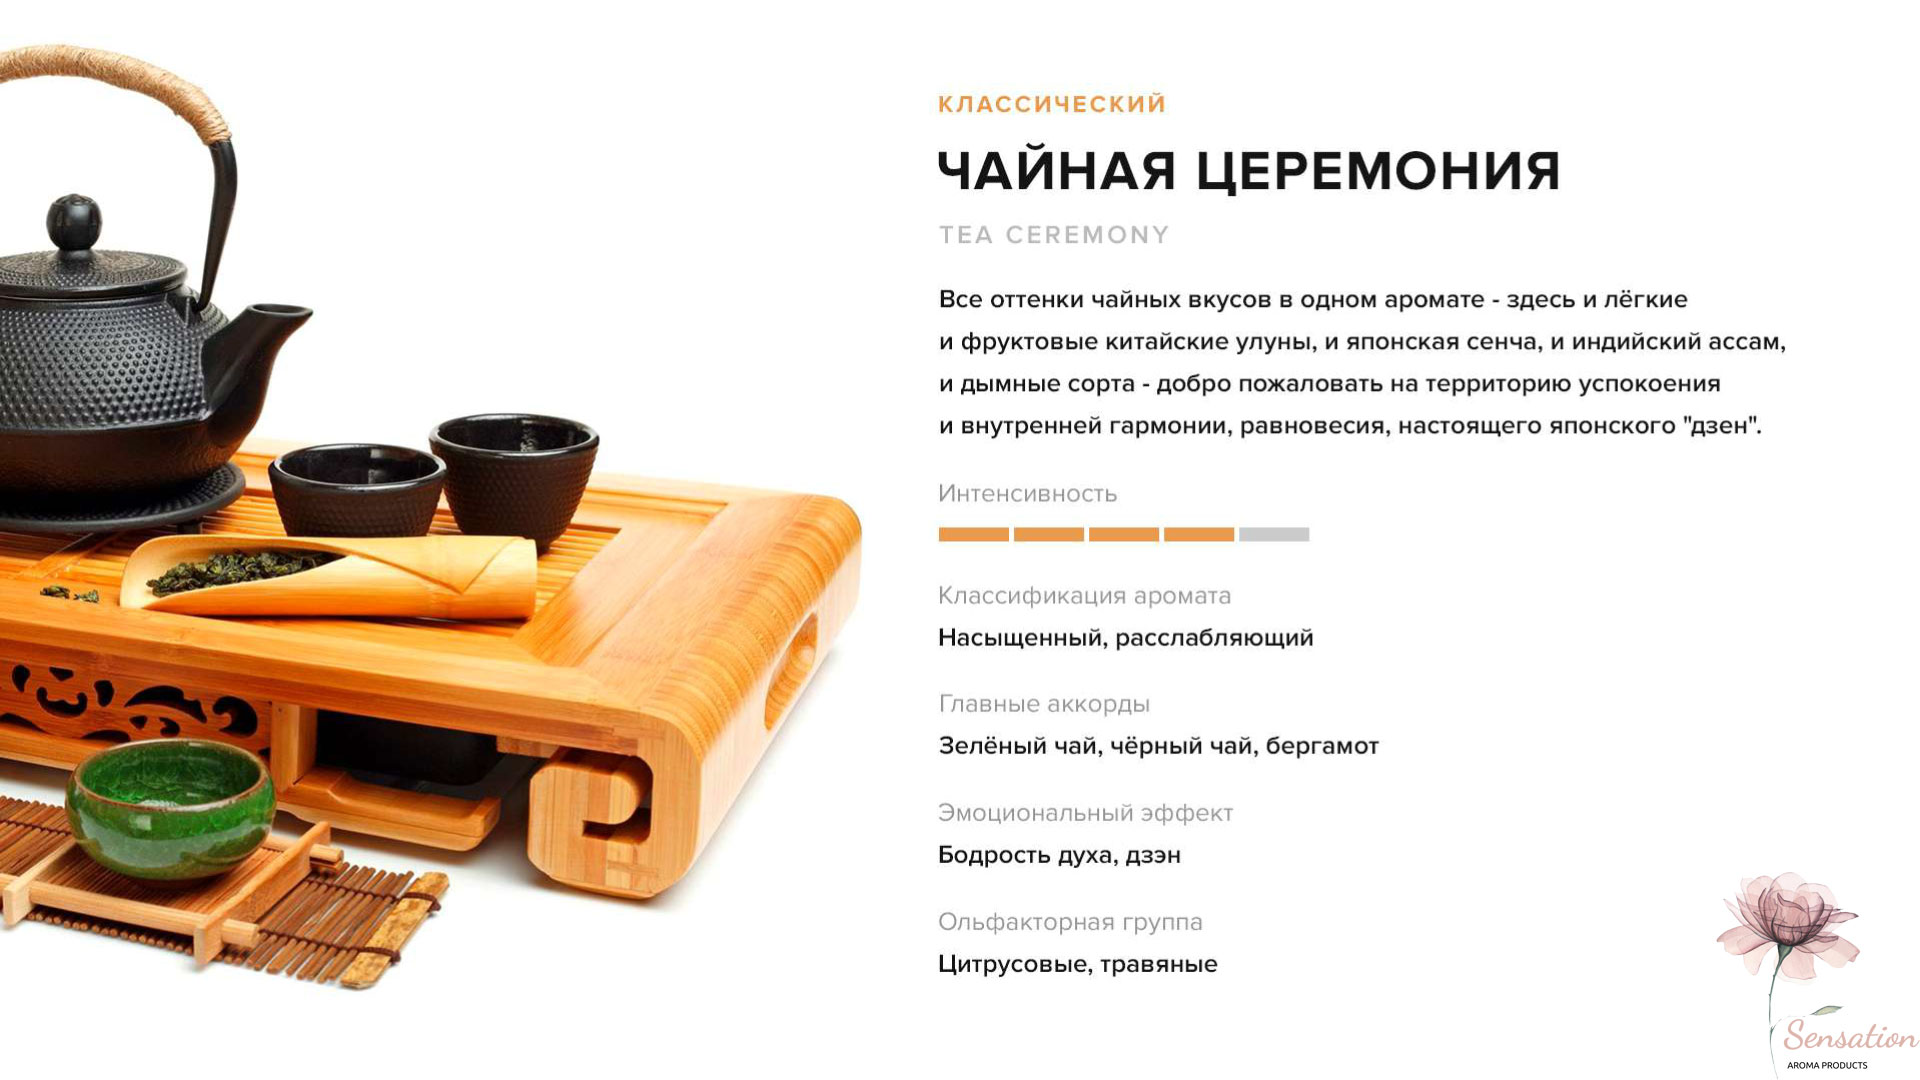 КЛАССИЧЕСКИЙ
ЧАЙНАЯ ЦЕРЕМОНИЯ
TEA CEREMONY
Все оттенки чайных вкусов в одном аромате - здесь и лёгкие
и фруктовые китайские улуны, и японская сенча, и индийский ассам,
и дымные сорта - добро пожаловать на территорию успокоения
и внутренней гармонии, равновесия, настоящего японского "дзен".
Интенсивность
Классификация аромата
Насыщенный, расслабляющий
Главные аккорды
Зелёный чай, чёрный чай, бергамот
Эмоциональный эффект
Бодрость духа, дзэн
Ольфакторная группа
Цитрусовые, травяные
Sensation
AROMA PRODUCTS